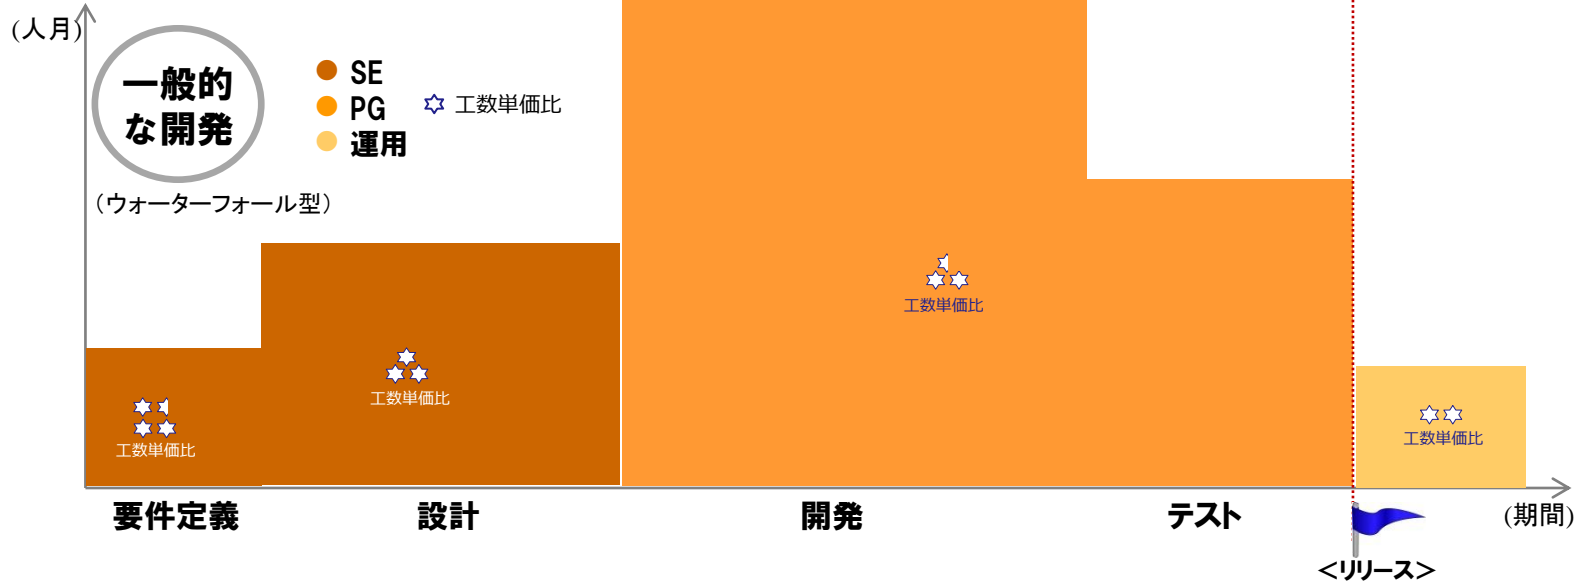 (人月)
一般的
な開発
（ウォーターフォール型）
SE
PG
運用
工数単価比
工数単価比
工数単価比
工数単価比
工数単価比
要件定義
設計
開発
テスト
(期間)
<リリース>